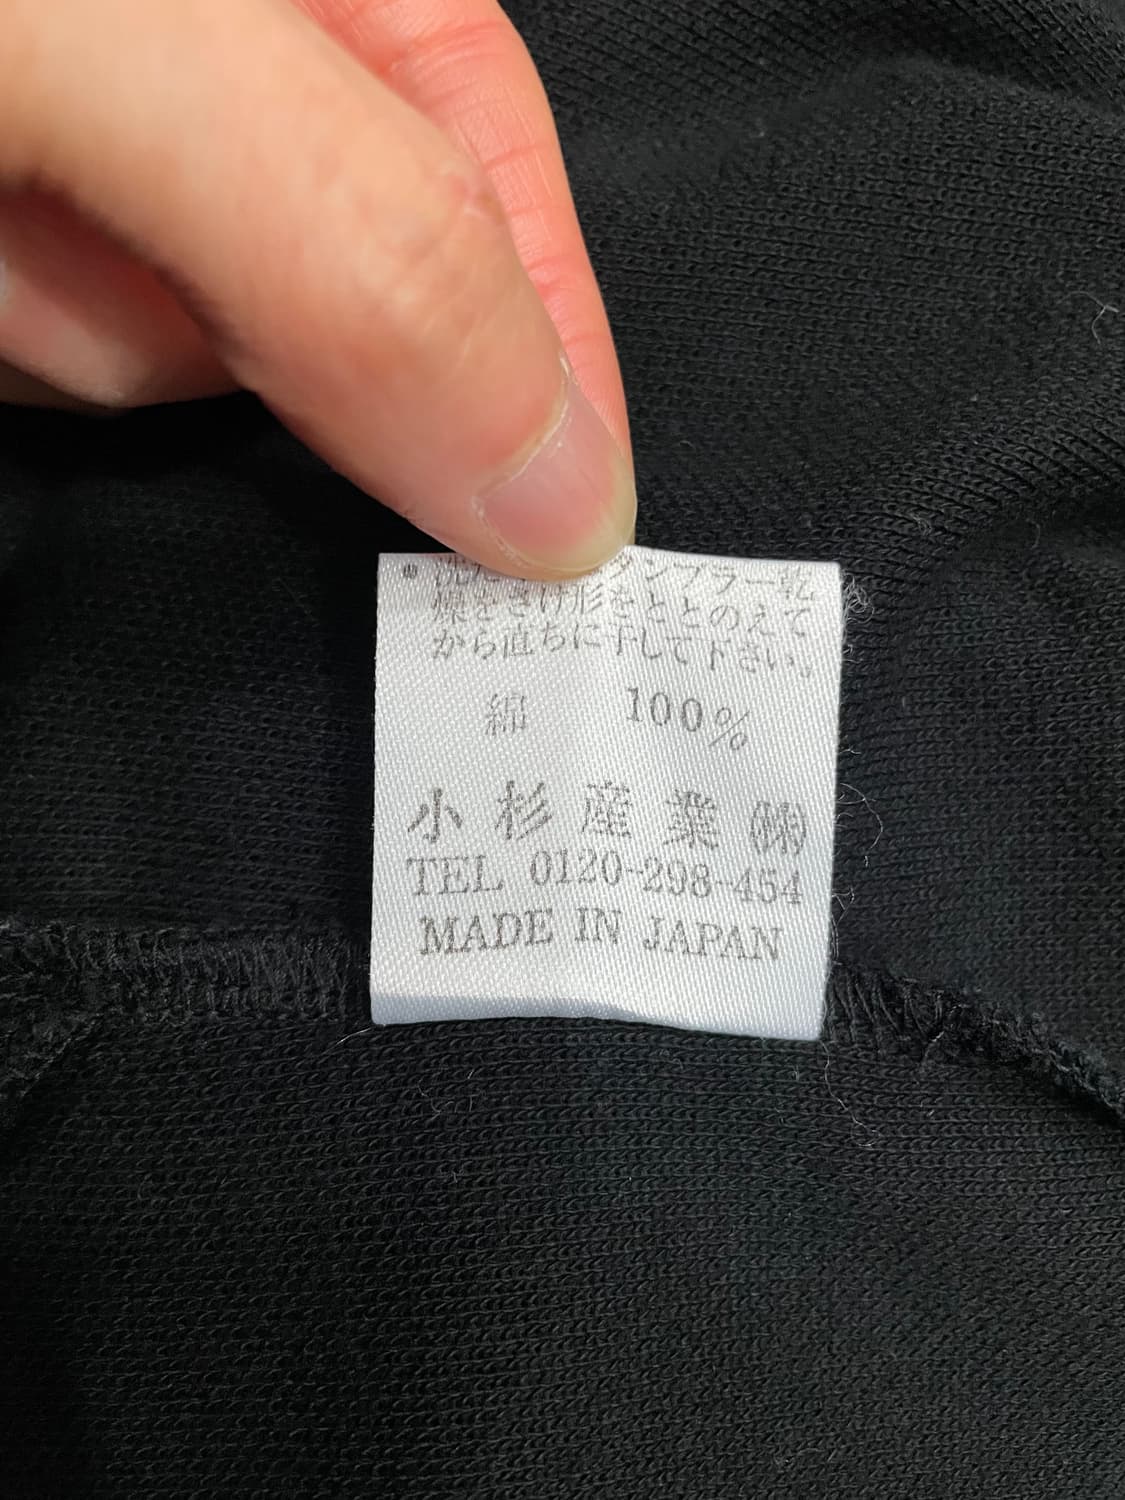 タンブラー乾
燥をさけ形をととのえて
から直ちに干して下さい。
綿 100%
小杉産業㈱
TEL 0120-298-454
MADE IN JAPAN